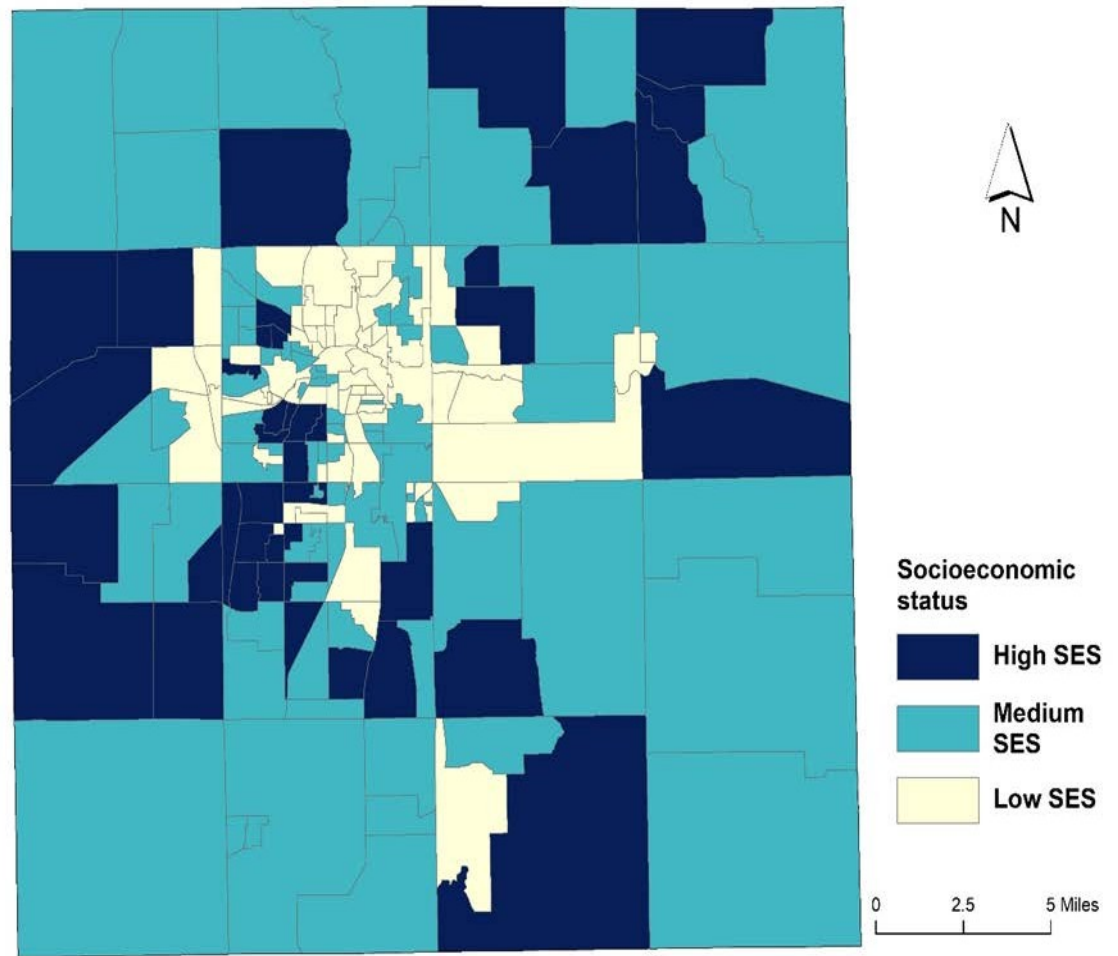 N
Socioeconomic
status
High SES
Medium
SES
Low SES
0 2.5 5 Miles